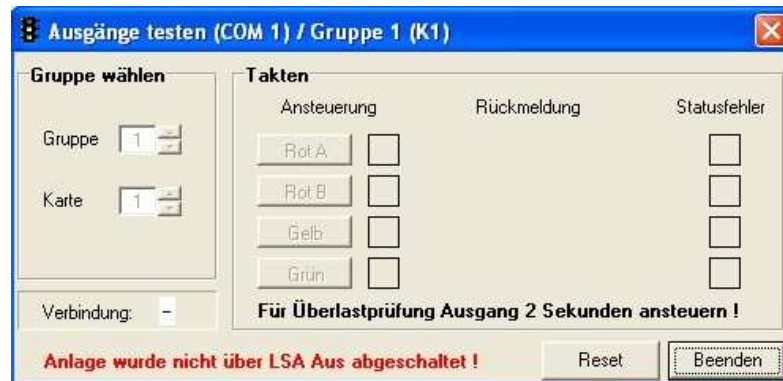 Ausgänge testen (COM 1) / Gruppe 1 (K1)
Gruppe wählen
Takten
Ansteuerung Rückmeldung Statusfehler
Gruppe 1
Rot A
Karte 1
Rot B
Gelb
Grün
Verbindung: -
Für Überlastprüfung Ausgang 2 Sekunden ansteuern !
Anlage wurde nicht über LSA Aus abgeschaltet !
Reset
Beenden